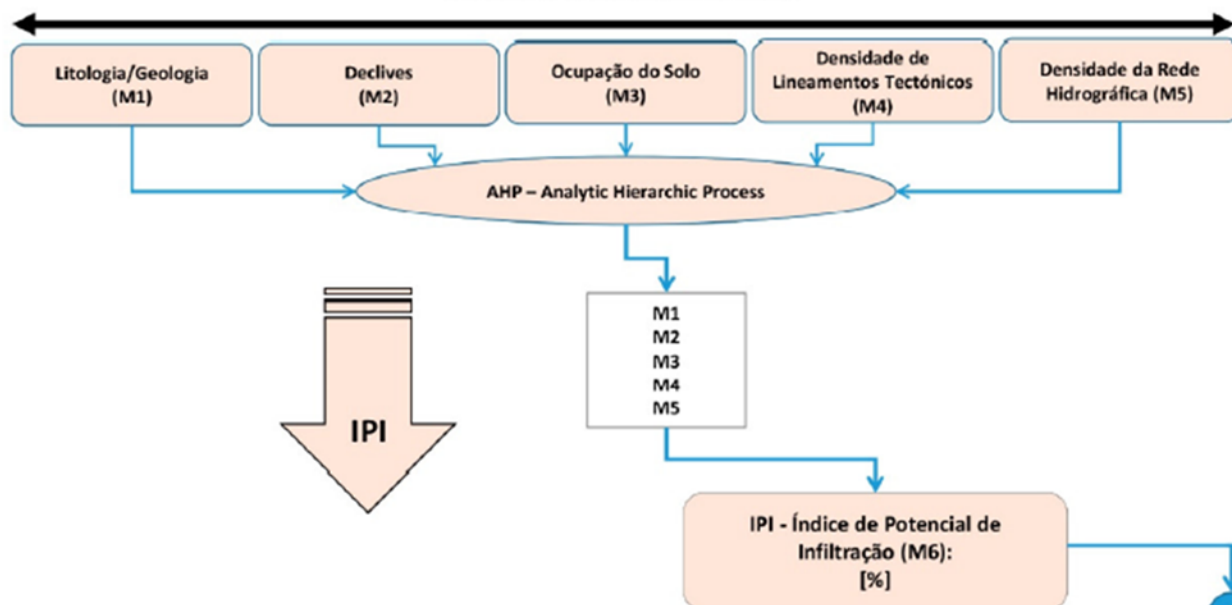 Litologia/Geologia
(M1)
Declives
(M2)
Ocupação do Solo
(M3)
Densidade de
Lineamentos Tectónicos
(M4)
Densidade da Rede
Hidrográfica (M5)
AHP – Analytic Hierarchic Process
M1
M2
M3
M4
M5
IPI
IPI - Índice de Potencial de
Infiltração (M6):
[%]